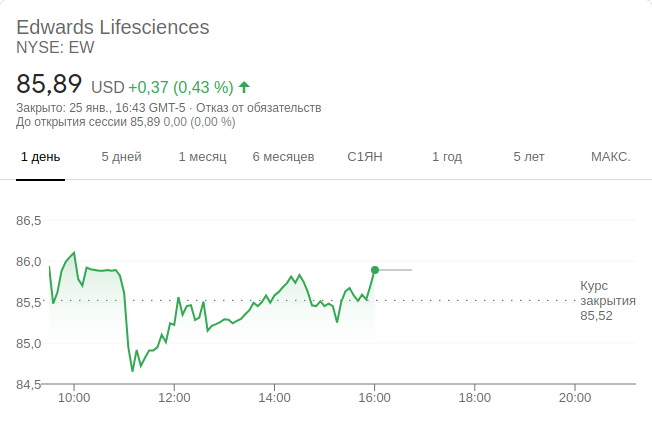 Edwards Lifesciences
NYSE: EW
85,89 USD +0,37 (0,43 %)
Закрыто: 25 янв., 16:43 GMT-5 · Отказ от обязательств
До открытия сессии 85,89 0,00 (0,00 %)
1 день 5 дней 1 месяц 6 месяцев С1ЯН 1 год 5 лет МАКС.
86,5
86,0
85,5
85,0
84,5
Курс
закрытия
85,52
10:00 12:00 14:00 16:00 18:00 20:00